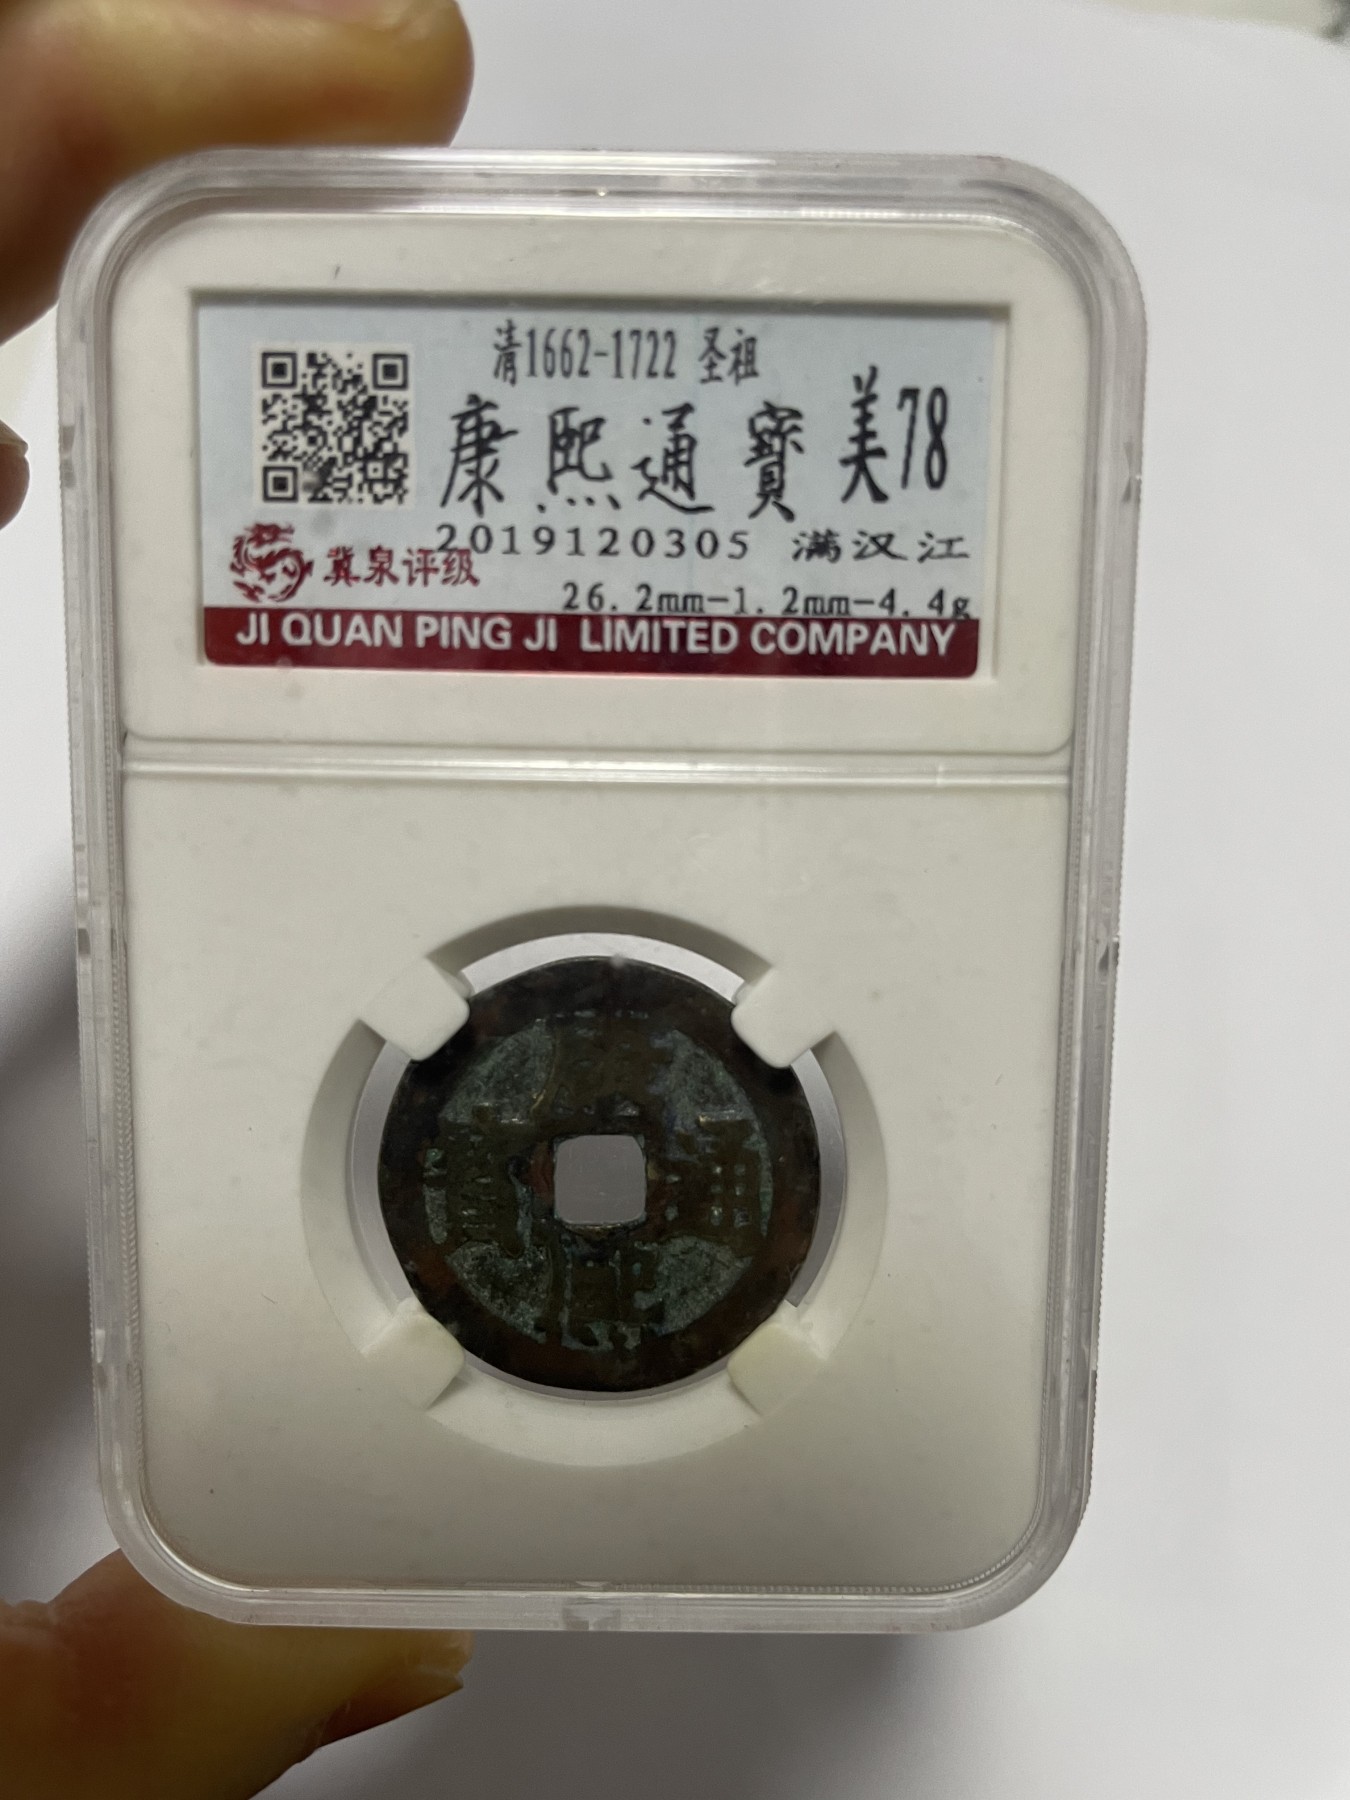 清1662-1722 圣祖
康熙通寶 美78
2019120305 满汉江
冀泉评级
26.2mm-1.2mm-4.4g
JI QUAN PING JI LIMITED COMPANY